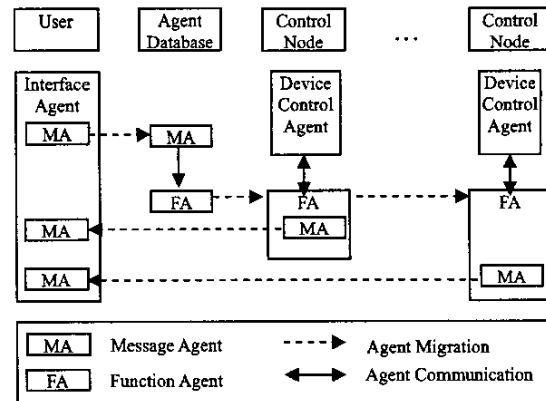 User
Agent
Database
Control
Node
...
Control
Node
Interface
Agent
MA
MA
FA
MA
MA
Device
Control
Agent
FA
MA
Device
Control
Agent
FA
MA
MA Message Agent
FA Function Agent
Agent Migration
Agent Communication